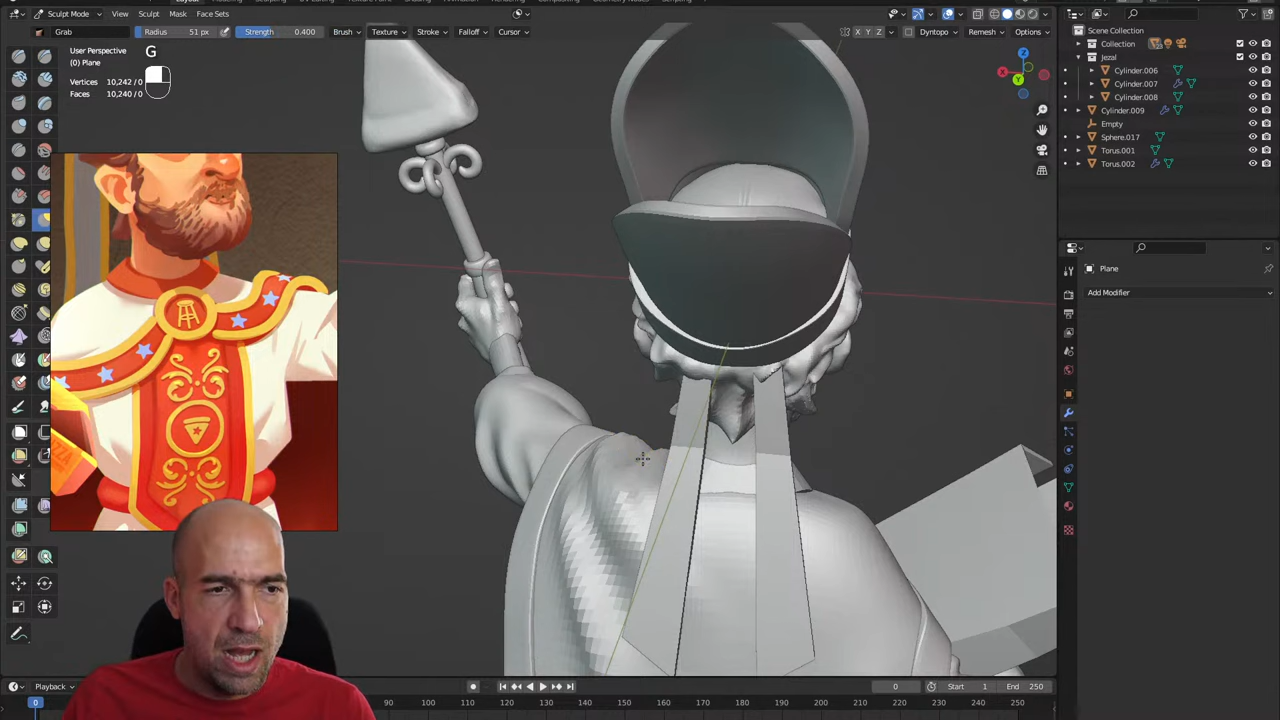 Layout
Sculpt Mode View Sculpt Mask Face Sets
X Y Z Dyntopo Remesh Options
Grab Radius 51 px Strength 0.400 Brush Texture Stroke Falloff Cursor
User Perspective
(0) Plane
G
Vertices 10,242 / 0
Faces 10,240 / 0
X
Y
Z
PIZZA
Scene Collection
Collection
Jezal
Cylinder.006
Cylinder.007
Cylinder.008
Cylinder.009
Empty
Sphere.017
Torus.001
Torus.002
Plane
Add Modifier
Playback 0 Start 1 End 250
0 90 100 110 120 130 140 150 160 170 180 190 200 210 220 230 240 250